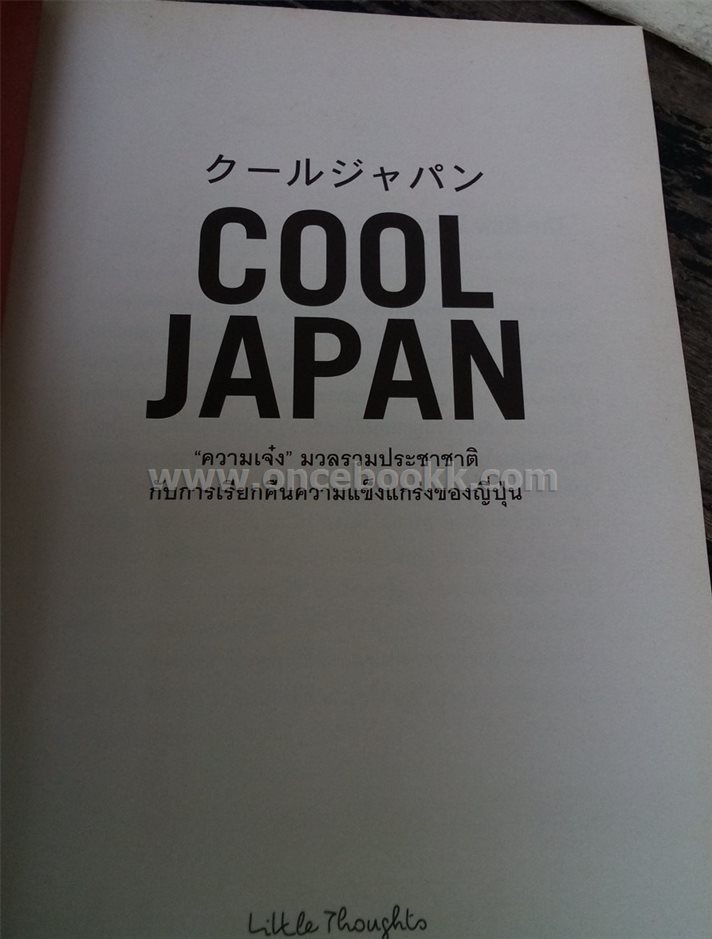 クールジャパン
COOL
JAPAN
“ความเจ๋ง” มวลรวมประชาชาติ
www.oncebookk.com
กับการเรียกคืนความแข็งแกร่งของญี่ปุ่น
Little Thoughts